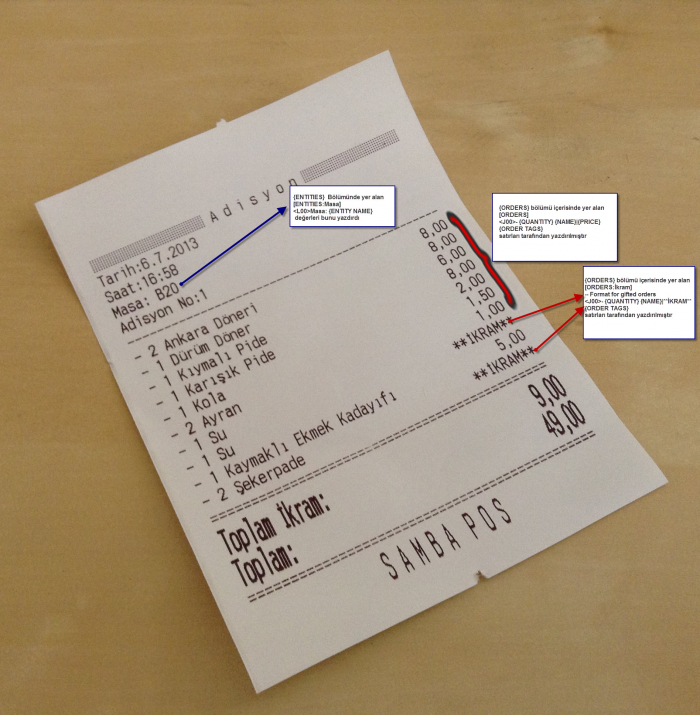 Adisyon
Tarih:6.7.2013
Saat:16:58
Masa: B20
Adisyon No:1
- 2 Ankara Döneri 8,00
- 1 Dürüm Döner 8,00
- 1 Kıymalı Pide 6,00
- 1 Karışık Pide 8,00
- 1 Kola 2,00
- 2 Ayran 1,50
- 1 Su 1,00
- 1 Su **İKRAM**
- 1 Kaymaklı Ekmek Kadayıfı 5,00
- 2 Şekerpade **İKRAM**
Toplam İkram: 9,00
Toplam: 49,00
SAMBA POS
{ENTITIES} Bölümünde yer alan
[ENTITIES:Masa]
<L00>Masa: {ENTITY NAME}
değerleri bunu yazdırdı
{ORDERS} bölümü içerisinde yer alan
[ORDERS]
<J00>- {QUANTITY} {NAME}|{PRICE}
{ORDER TAGS}
satırları tarafından yazdırılmıştır
{ORDERS} bölümü içerisinde yer alan
[ORDERS:İkram]
-- Format for gifted orders
<J00>- {QUANTITY} {NAME}|**İKRAM**
{ORDER TAGS}
satırları tarafından yazdırılmıştır